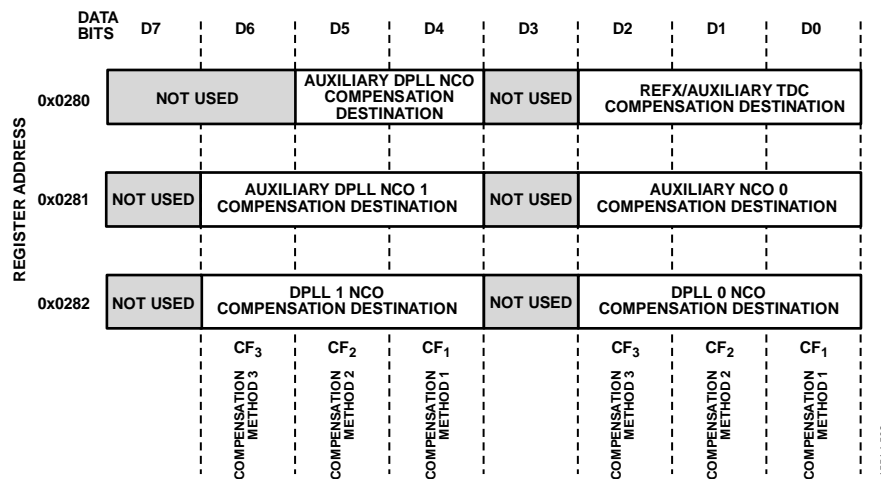 DATA BITS D7 D6 D5 D4 D3 D2 D1 D0
REGISTER ADDRESS
0x0280
NOT USED
AUXILIARY DPLL NCO
COMPENSATION
DESTINATION
NOT USED
REFX/AUXILIARY TDC
COMPENSATION DESTINATION
0x0281
NOT USED
AUXILIARY DPLL NCO 1
COMPENSATION DESTINATION
NOT USED
AUXILIARY NCO 0
COMPENSATION DESTINATION
0x0282
NOT USED
DPLL 1 NCO
COMPENSATION DESTINATION
NOT USED
DPLL 0 NCO
COMPENSATION DESTINATION
CF₃ CF₂ CF₁ CF₃ CF₂ CF₁
COMPENSATION
METHOD 3
COMPENSATION
METHOD 2
COMPENSATION
METHOD 1
COMPENSATION
METHOD 3
COMPENSATION
METHOD 2
COMPENSATION
METHOD 1